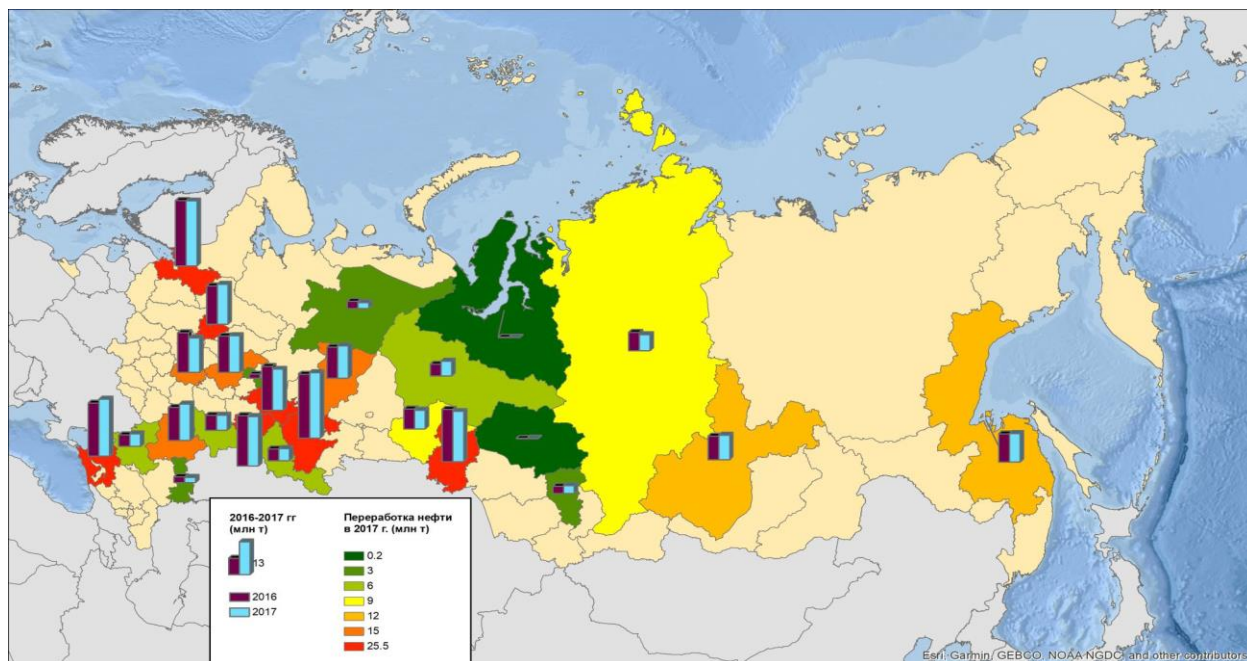 2016-2017 гг
(млн т)
13
2016
2017
Переработка нефти
в 2017 г. (млн т)
0.2
3
6
9
12
15
25.5
Esri, Garmin, GEBCO, NOAA NGDC, and other contributors